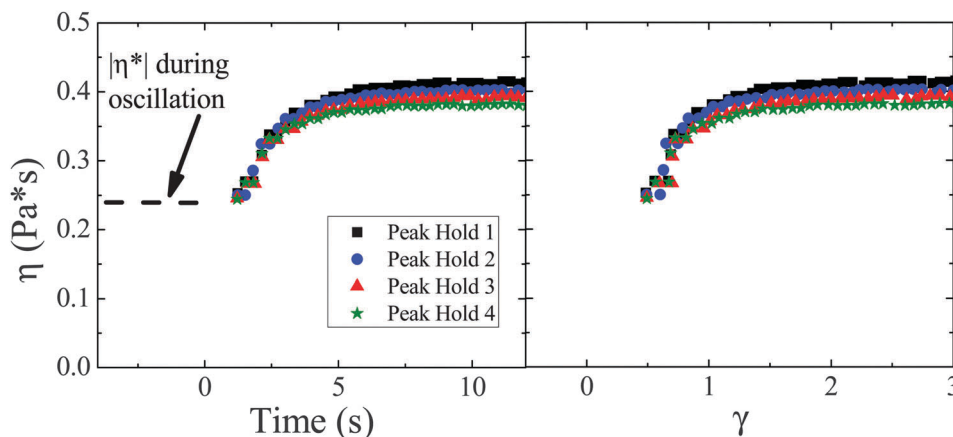 0.5
0.4
0.3
0.2
0.1
0.0
η (Pa*s)
|η*| during
oscillation
Peak Hold 1
Peak Hold 2
Peak Hold 3
Peak Hold 4
0 5 10
Time (s)
0 1 2 3
γ